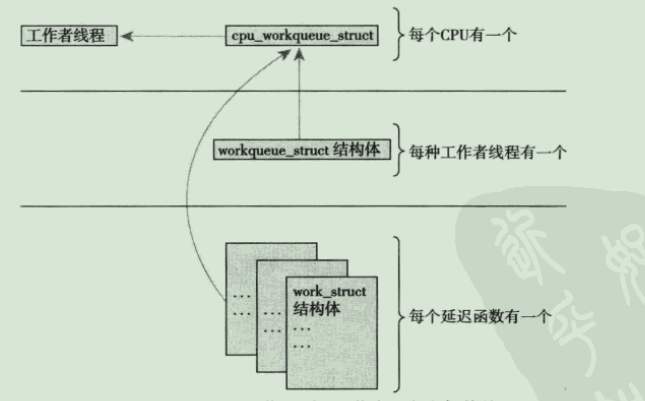 工作者线程
cpu_workqueue_struct
每个CPU有一个
workqueue_struct 结构体
每种工作者线程有一个
work_struct
结构体
...
...
...
...
...
...
每个延迟函数有一个